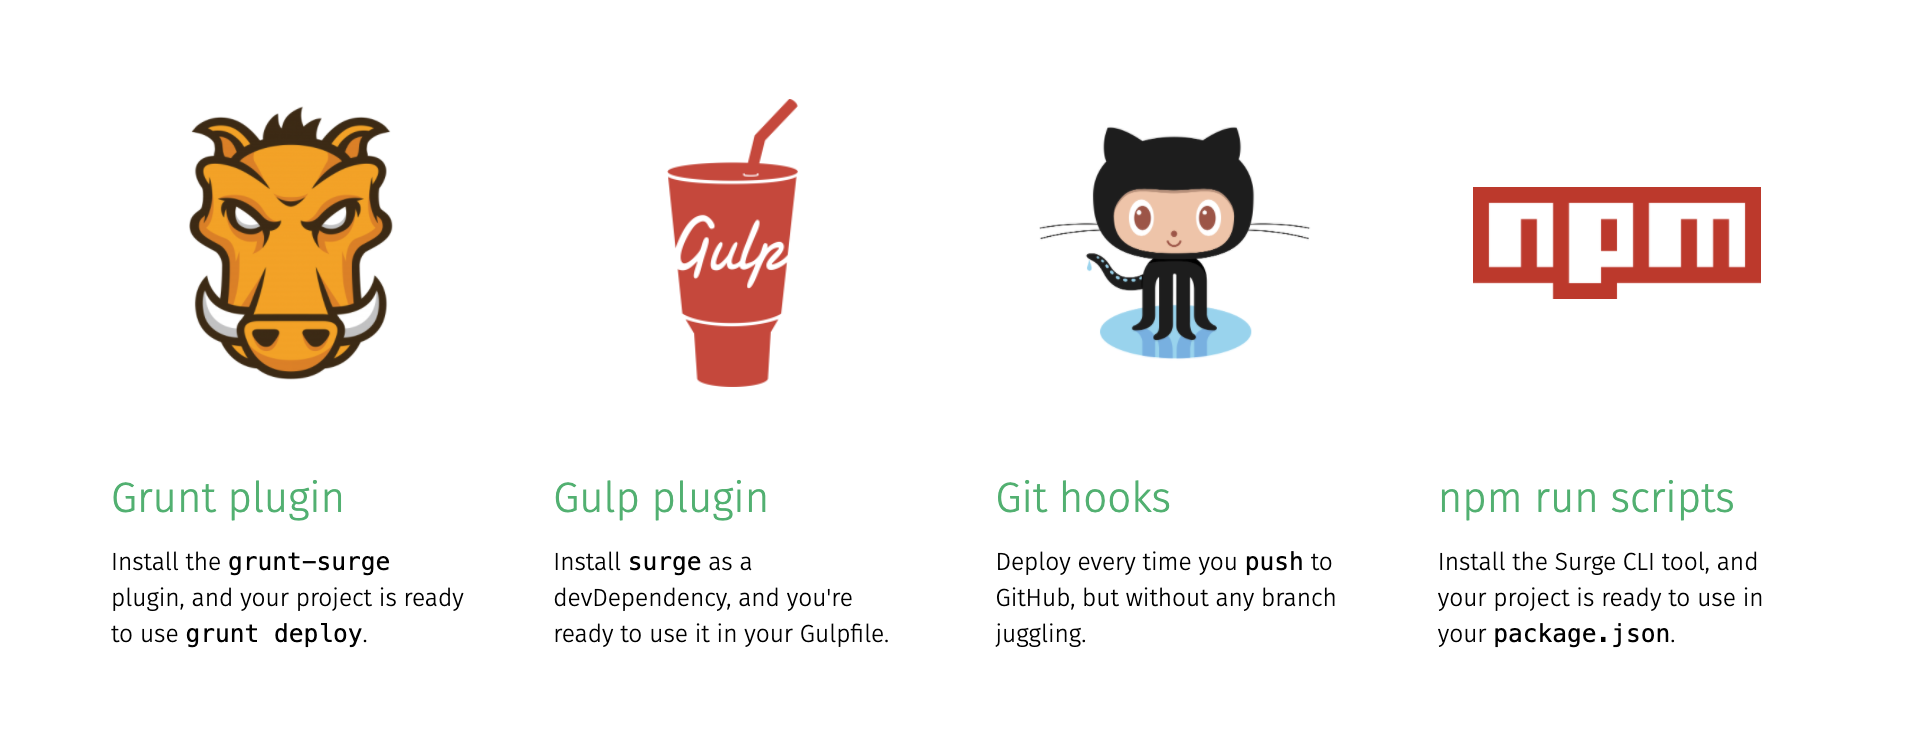 Gulp
npm
Grunt plugin
Install the grunt-surge
plugin, and your project is ready
to use grunt deploy.
Gulp plugin
Install surge as a
devDependency, and you're
ready to use it in your Gulpfile.
Git hooks
Deploy every time you push to
GitHub, but without any branch
juggling.
npm run scripts
Install the Surge CLI tool, and
your project is ready to use in
your package.json.